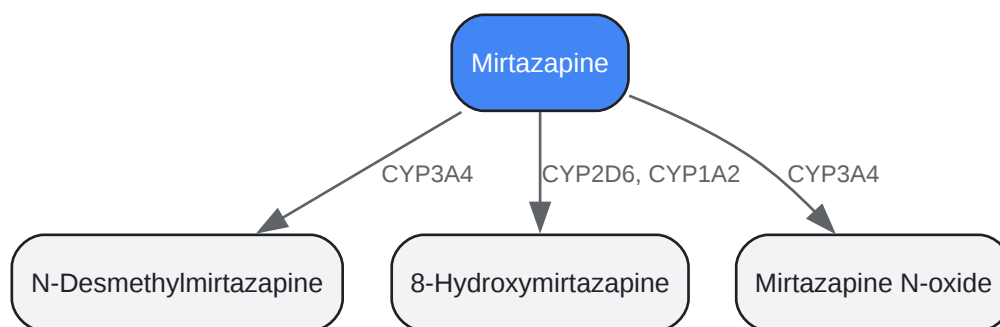 Mirtazapine
CYP3A4
CYP2D6, CYP1A2
CYP3A4
N-Desmethylmirtazapine
8-Hydroxymirtazapine
Mirtazapine N-oxide